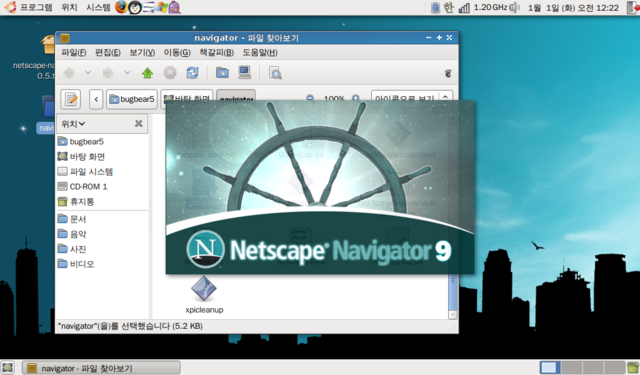 프로그램 위치 시스템
한 1.20 GHz 1월 1일 (화) 오전 12:22
netscape-na
0.5.t
navi
navigator - 파일 찾아보기
파일(F) 편집(E) 보기(V) 이동(G) 책갈피(B) 도움말(H)
bugbear5 바탕 화면 navigator 100% 아이콘으로 보기
위치
bugbear5
바탕 화면
파일 시스템
CD-ROM 1
휴지통
문서
음악
사진
비디오
N Netscape® Navigator 9
xpicleanup
"navigator"(을)를 선택했습니다 (5.2 KB)
navigator - 파일 찾아보기